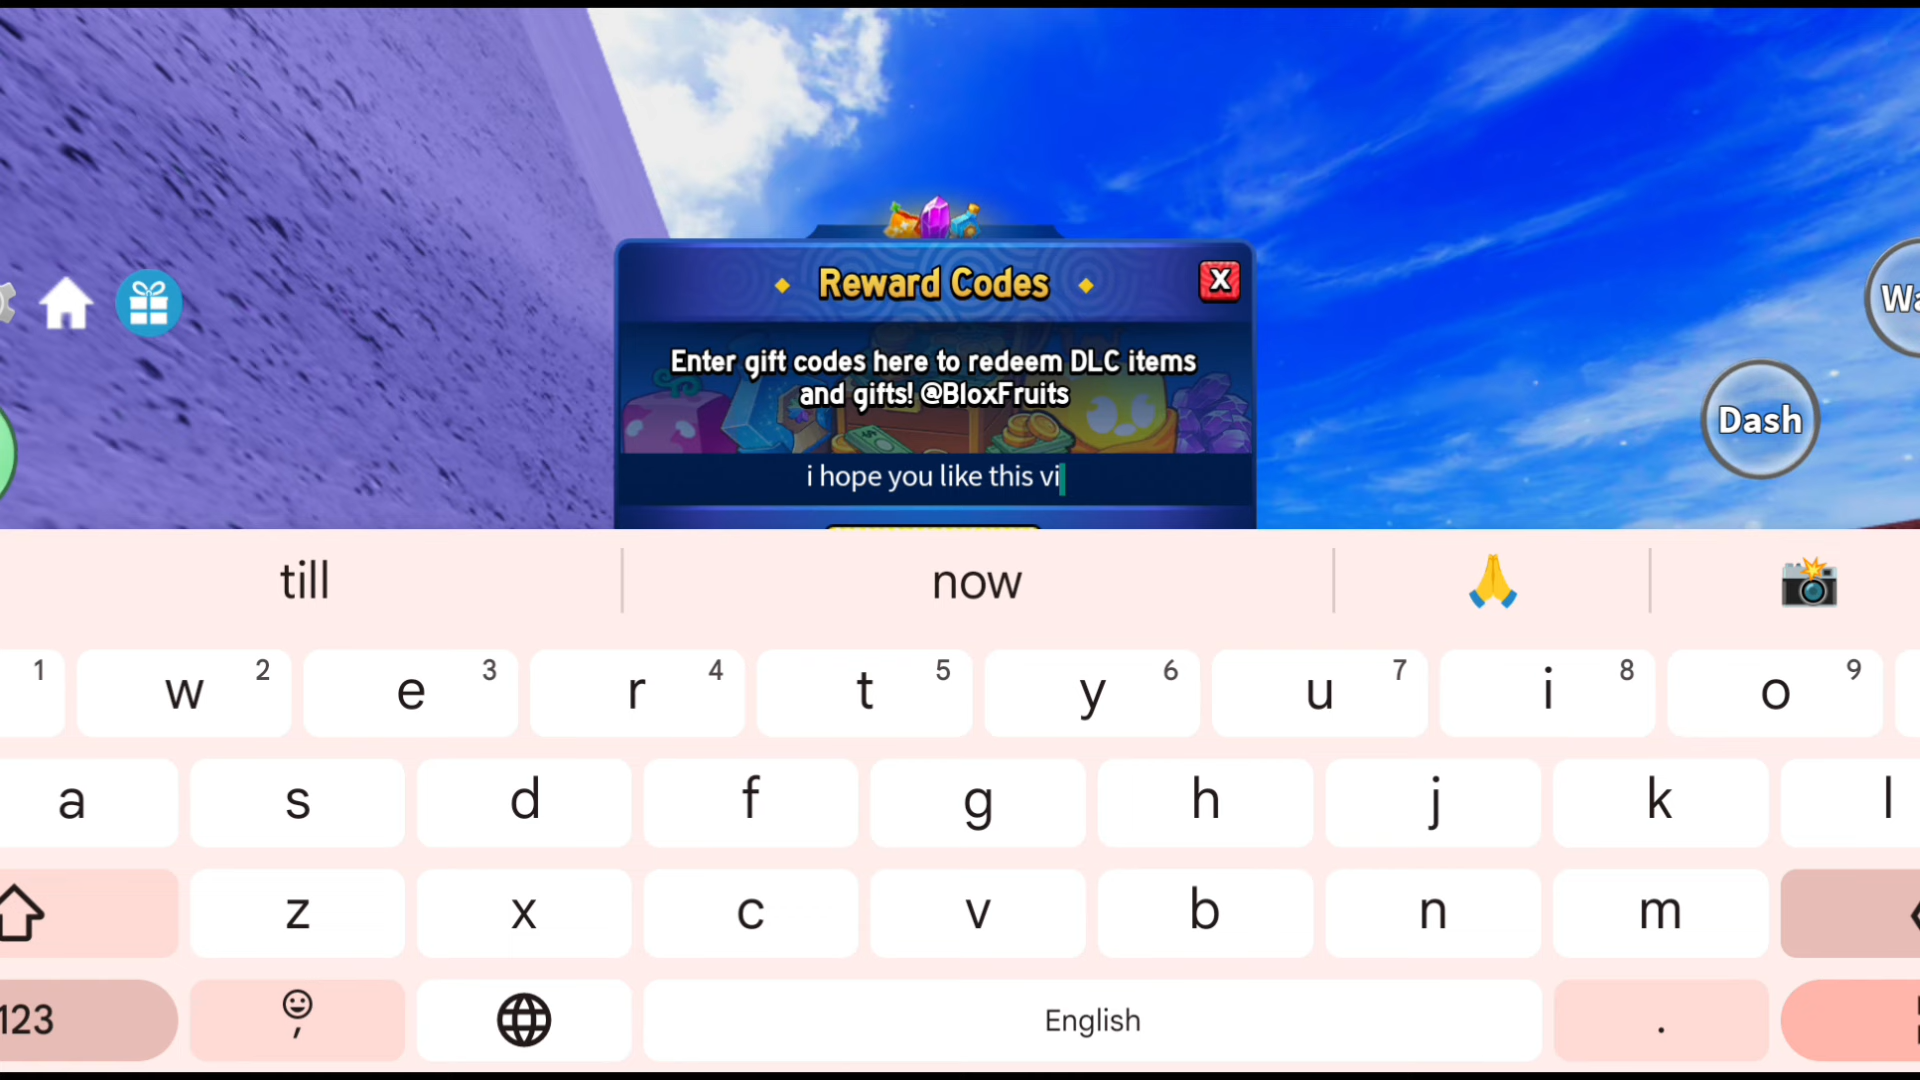 Reward Codes
X
Enter gift codes here to redeem DLC items
and gifts! @BloxFruits
i hope you like this vi
Dash
till now
1 2 3 4 5 6 7 8 9
w e r t y u i o
a s d f g h j k l
z x c v b n m
123 , English .